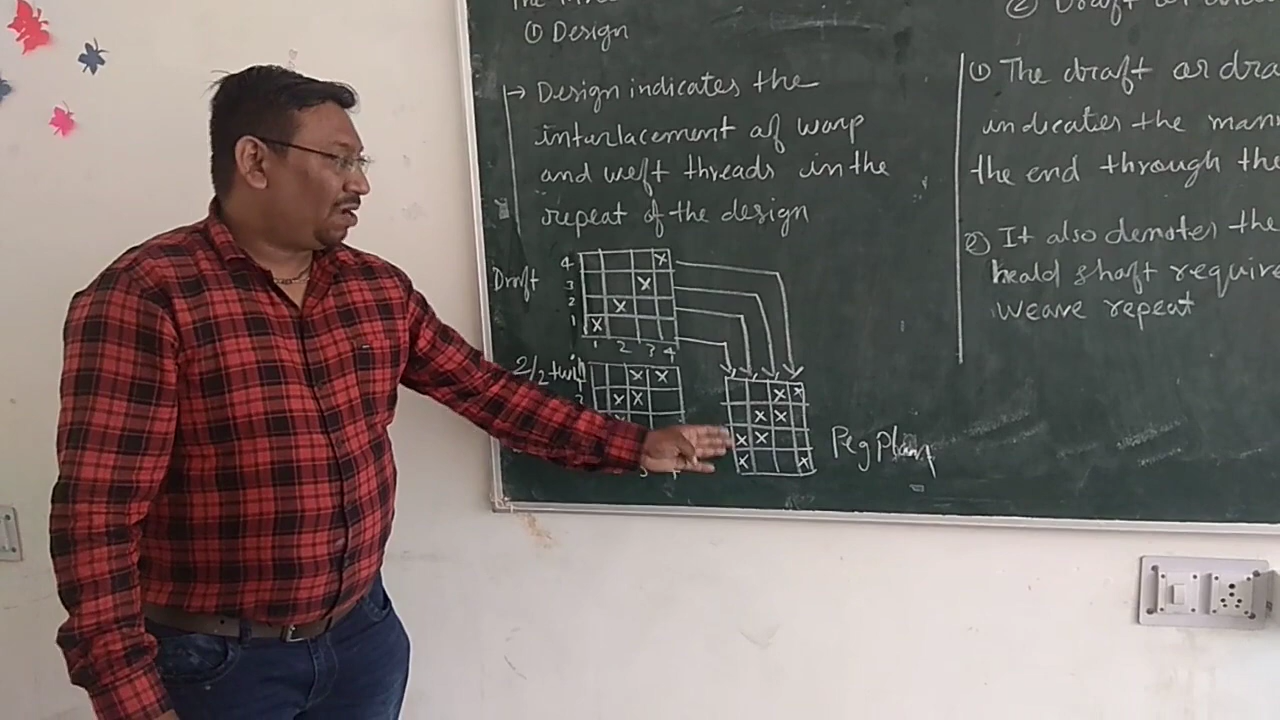 ① Design
→ Design indicates the
interlacement of warp
and weft threads in the
repeat of the design
Draft
4 x
3 x
2 x
1 x
1 2 3 4
2/2 twill
x x
x x
x x
x x
x x
x x
Peg Plan
② Draft
① The draft or
indicates the
the end through the
② It also denotes the
heald shaft
weave repeat